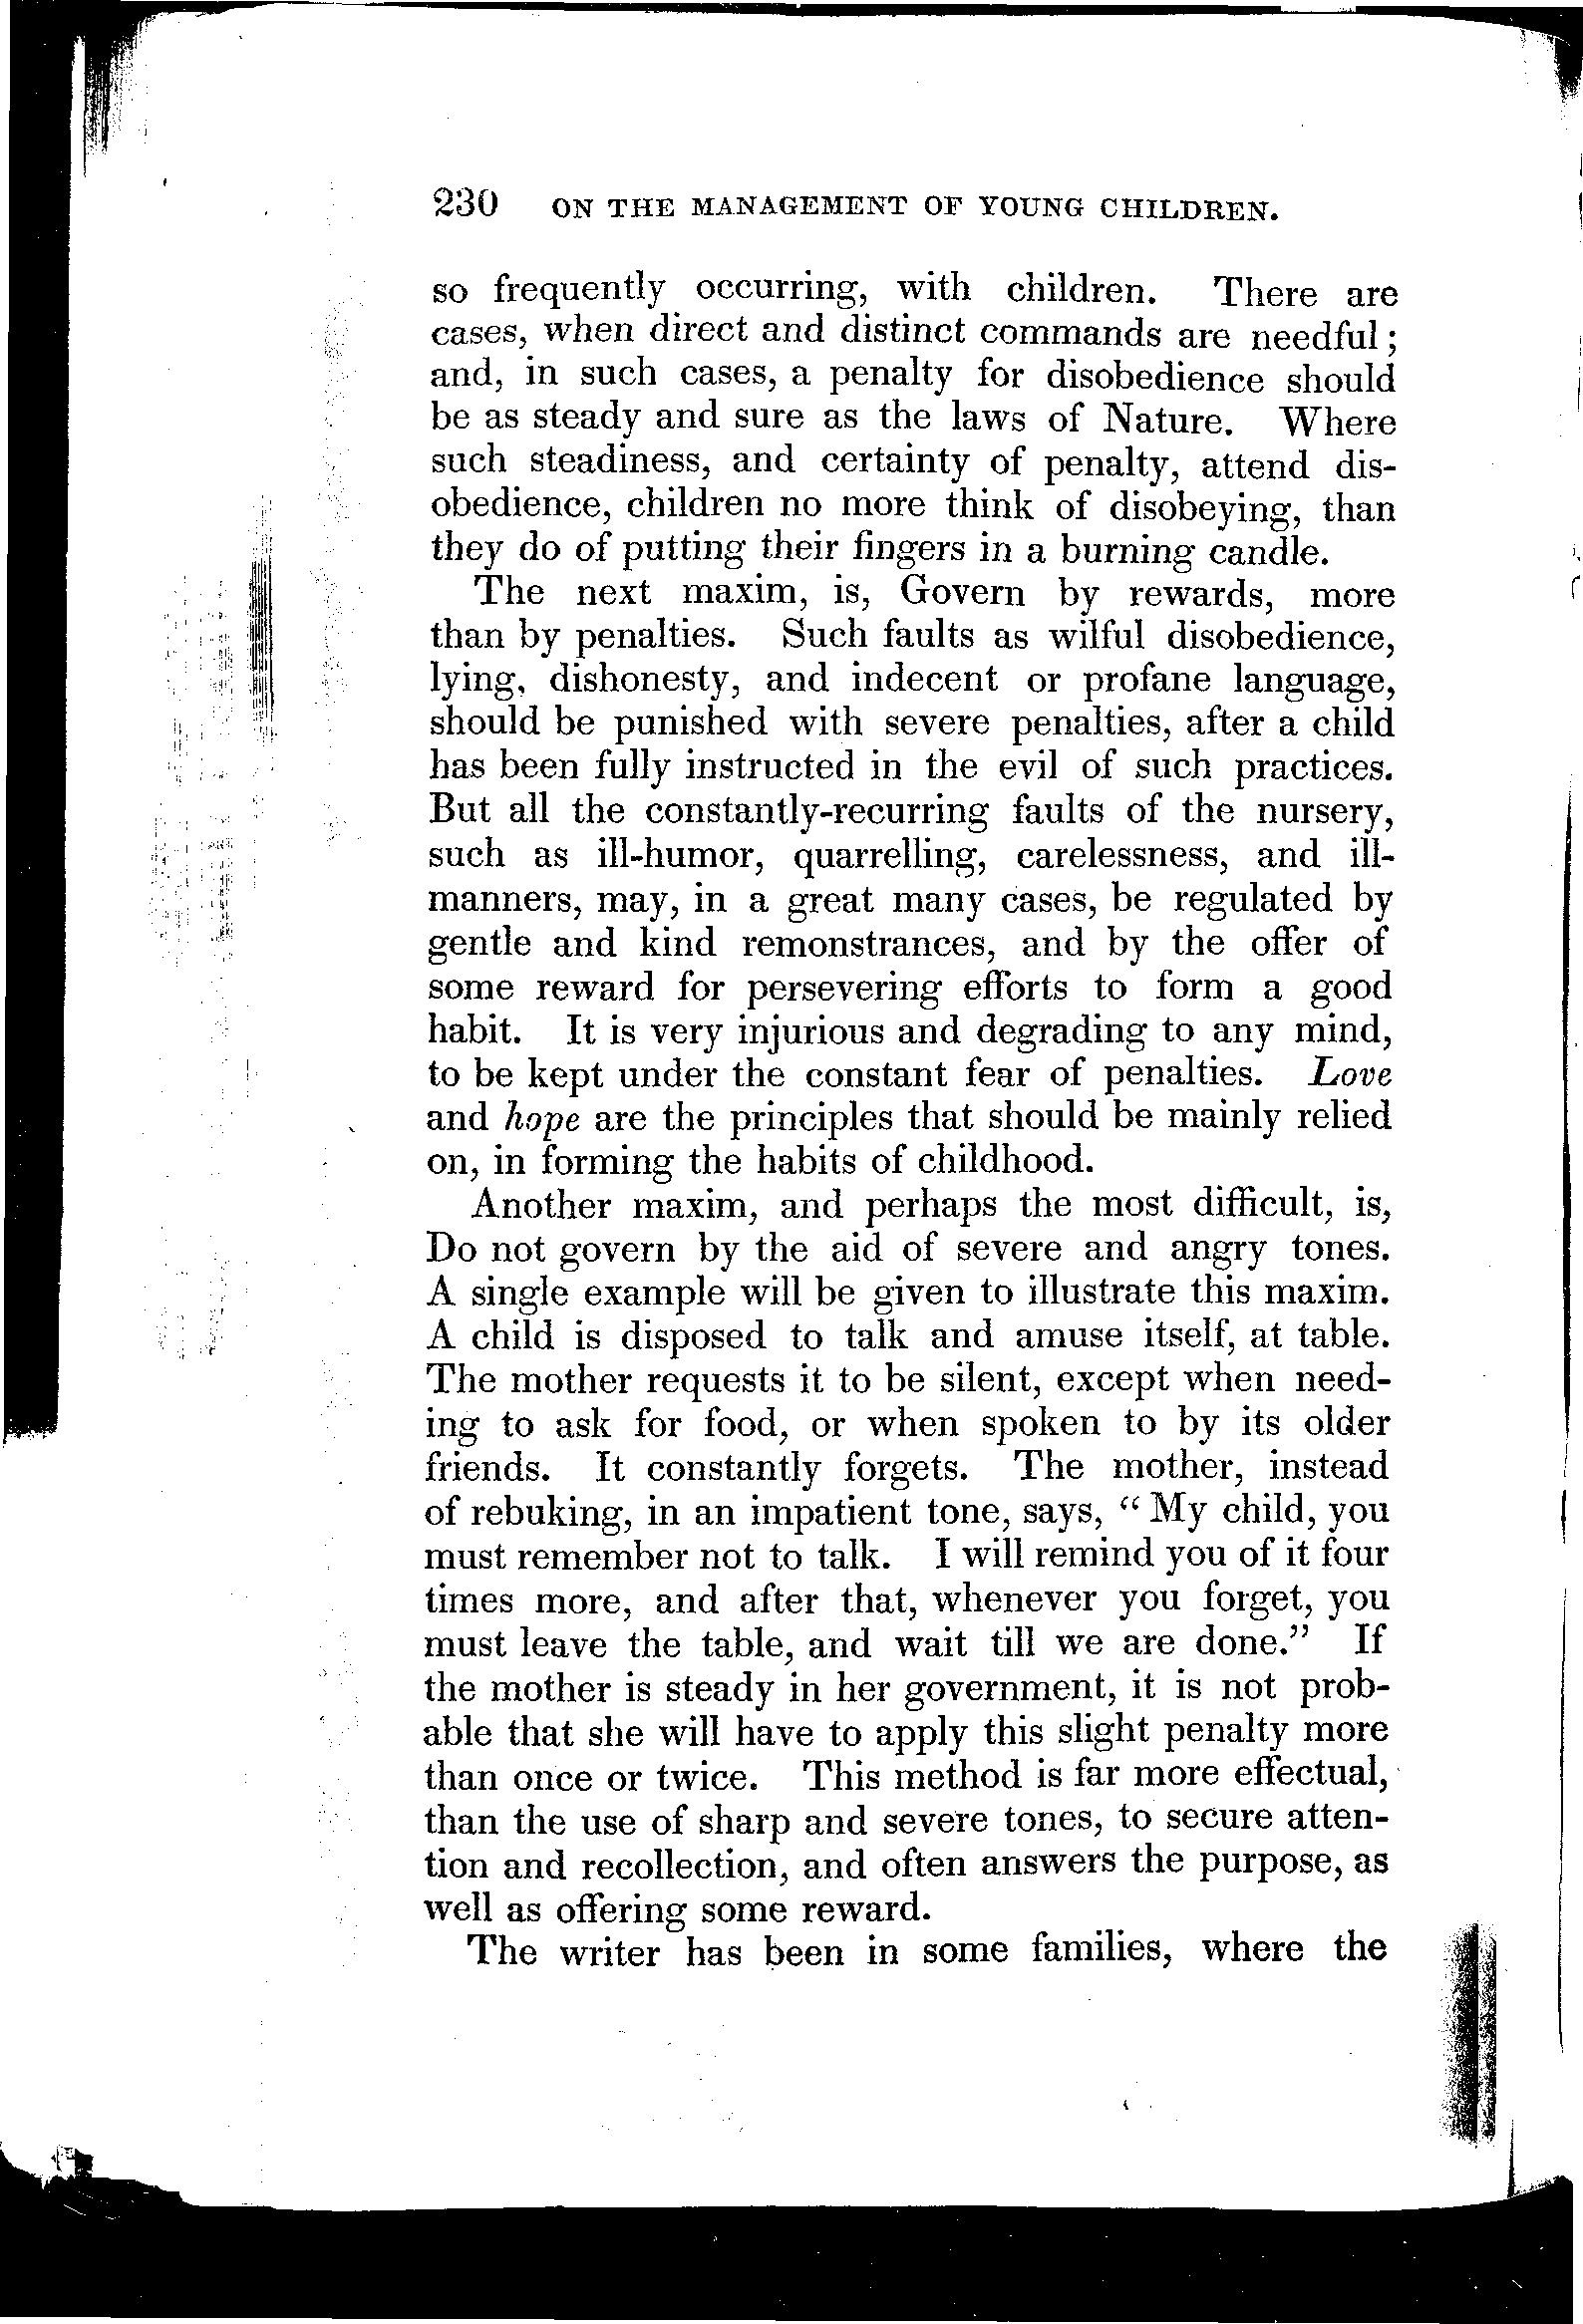 230 ON THE MANAGEMENT OF YOUNG CHILDREN.
so frequently occurring, with children. There are
cases, when direct and distinct commands are needful;
and, in such cases, a penalty for disobedience should
be as steady and sure as the laws of Nature. Where
such steadiness, and certainty of penalty, attend dis-
obedience, children no more think of disobeying, than
they do of putting their fingers in a burning candle.
The next maxim, is, Govern by rewards, more
than by penalties. Such faults as wilful disobedience,
lying, dishonesty, and indecent or profane language,
should be punished with severe penalties, after a child
has been fully instructed in the evil of such practices.
But all the constantly-recurring faults of the nursery,
such as ill-humor, quarrelling, carelessness, and ill-
manners, may, in a great many cases, be regulated by
gentle and kind remonstrances, and by the offer of
some reward for persevering efforts to form a good
habit. It is very injurious and degrading to any mind,
to be kept under the constant fear of penalties. Love
and hope are the principles that should be mainly relied
on, in forming the habits of childhood.
Another maxim, and perhaps the most difficult, is,
Do not govern by the aid of severe and angry tones.
A single example will be given to illustrate this maxim.
A child is disposed to talk and amuse itself, at table.
The mother requests it to be silent, except when need-
ing to ask for food, or when spoken to by its older
friends. It constantly forgets. The mother, instead
of rebuking, in an impatient tone, says, “My child, you
must remember not to talk. I will remind you of it four
times more, and after that, whenever you forget, you
must leave the table, and wait till we are done.” If
the mother is steady in her government, it is not prob-
able that she will have to apply this slight penalty more
than once or twice. This method is far more effectual,
than the use of sharp and severe tones, to secure atten-
tion and recollection, and often answers the purpose, as
well as offering some reward.
The writer has been in some families, where the